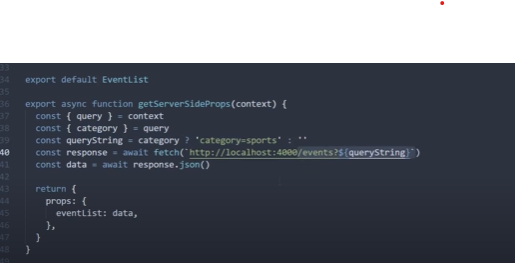 33
34 export default EventList
35
36 export async function getServerSideProps(context) {
37 const { query } = context
38 const { category } = query
39 const queryString = category ? 'category=sports' : ''
40 const response = await fetch(`http://localhost:4000/events?${queryString}`)
41 const data = await response.json()
42
43 return {
44 props: {
45 eventList: data,
46 },
47 }
48 }
49